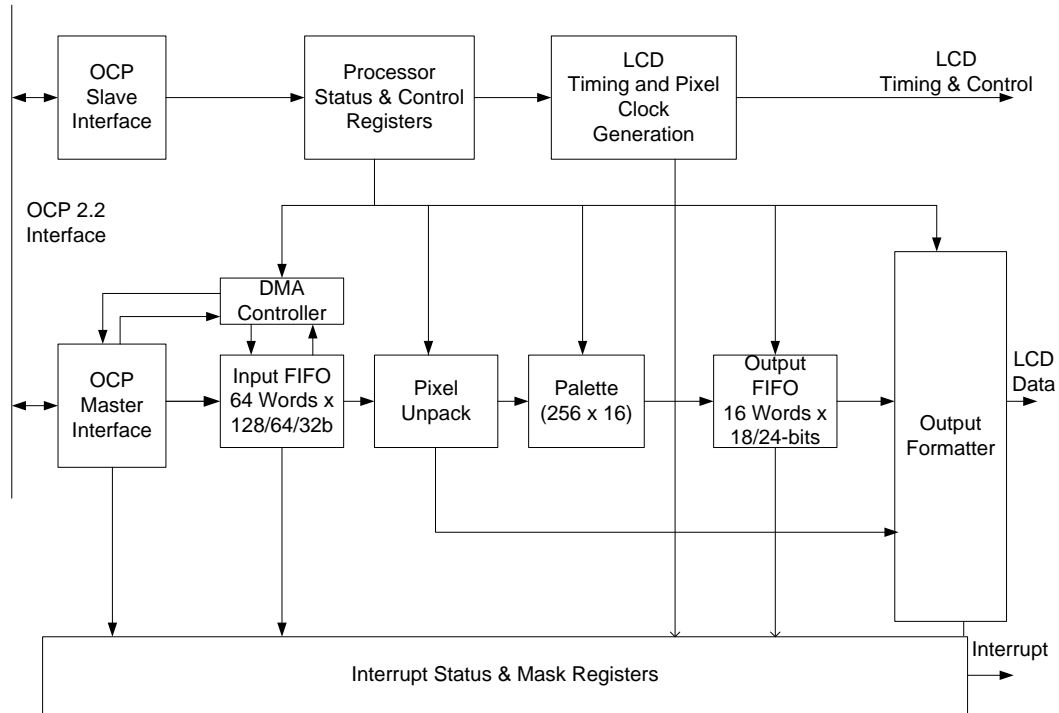 OCP
Slave
Interface
Processor
Status & Control
Registers
LCD
Timing and Pixel
Clock
Generation
LCD
Timing & Control
OCP 2.2
Interface
DMA
Controller
OCP
Master
Interface
Input FIFO
64 Words x
128/64/32b
Pixel
Unpack
Palette
(256 x 16)
Output
FIFO
16 Words x
18/24-bits
Output
Formatter
LCD
Data
Interrupt Status & Mask Registers
Interrupt